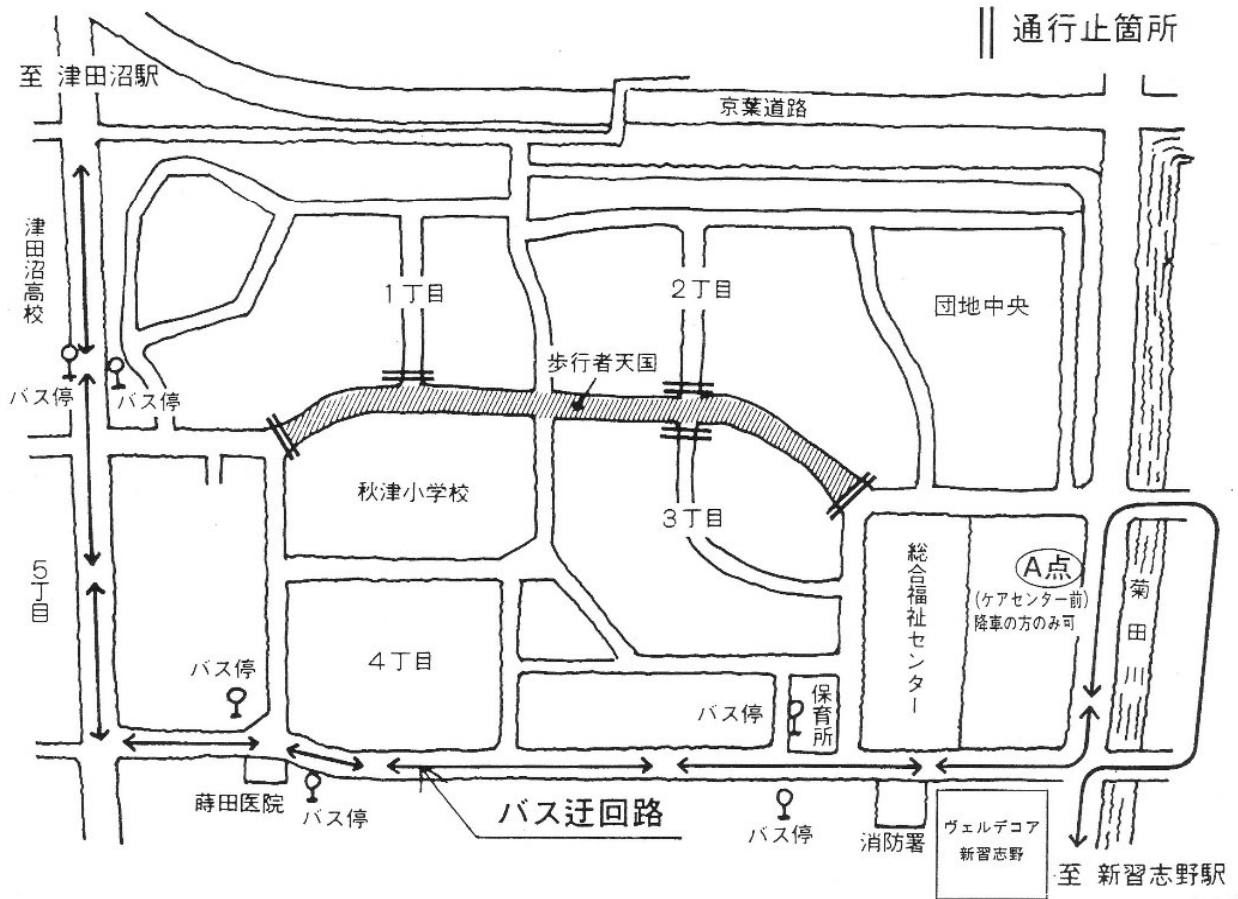 通行止箇所
至 津田沼駅
京葉道路
津田沼高校
1丁目
2丁目
団地中央
歩行者天国
バス停
バス停
秋津小学校
3丁目
5丁目
総合福祉センター
A点
(ケアセンター前)
降車の方のみ可
菊田川
4丁目
バス停
バス停
保育所
蒔田医院
バス停
バス迂回路
バス停
消防署
ヴェルデコア
新習志野
至 新習志野駅